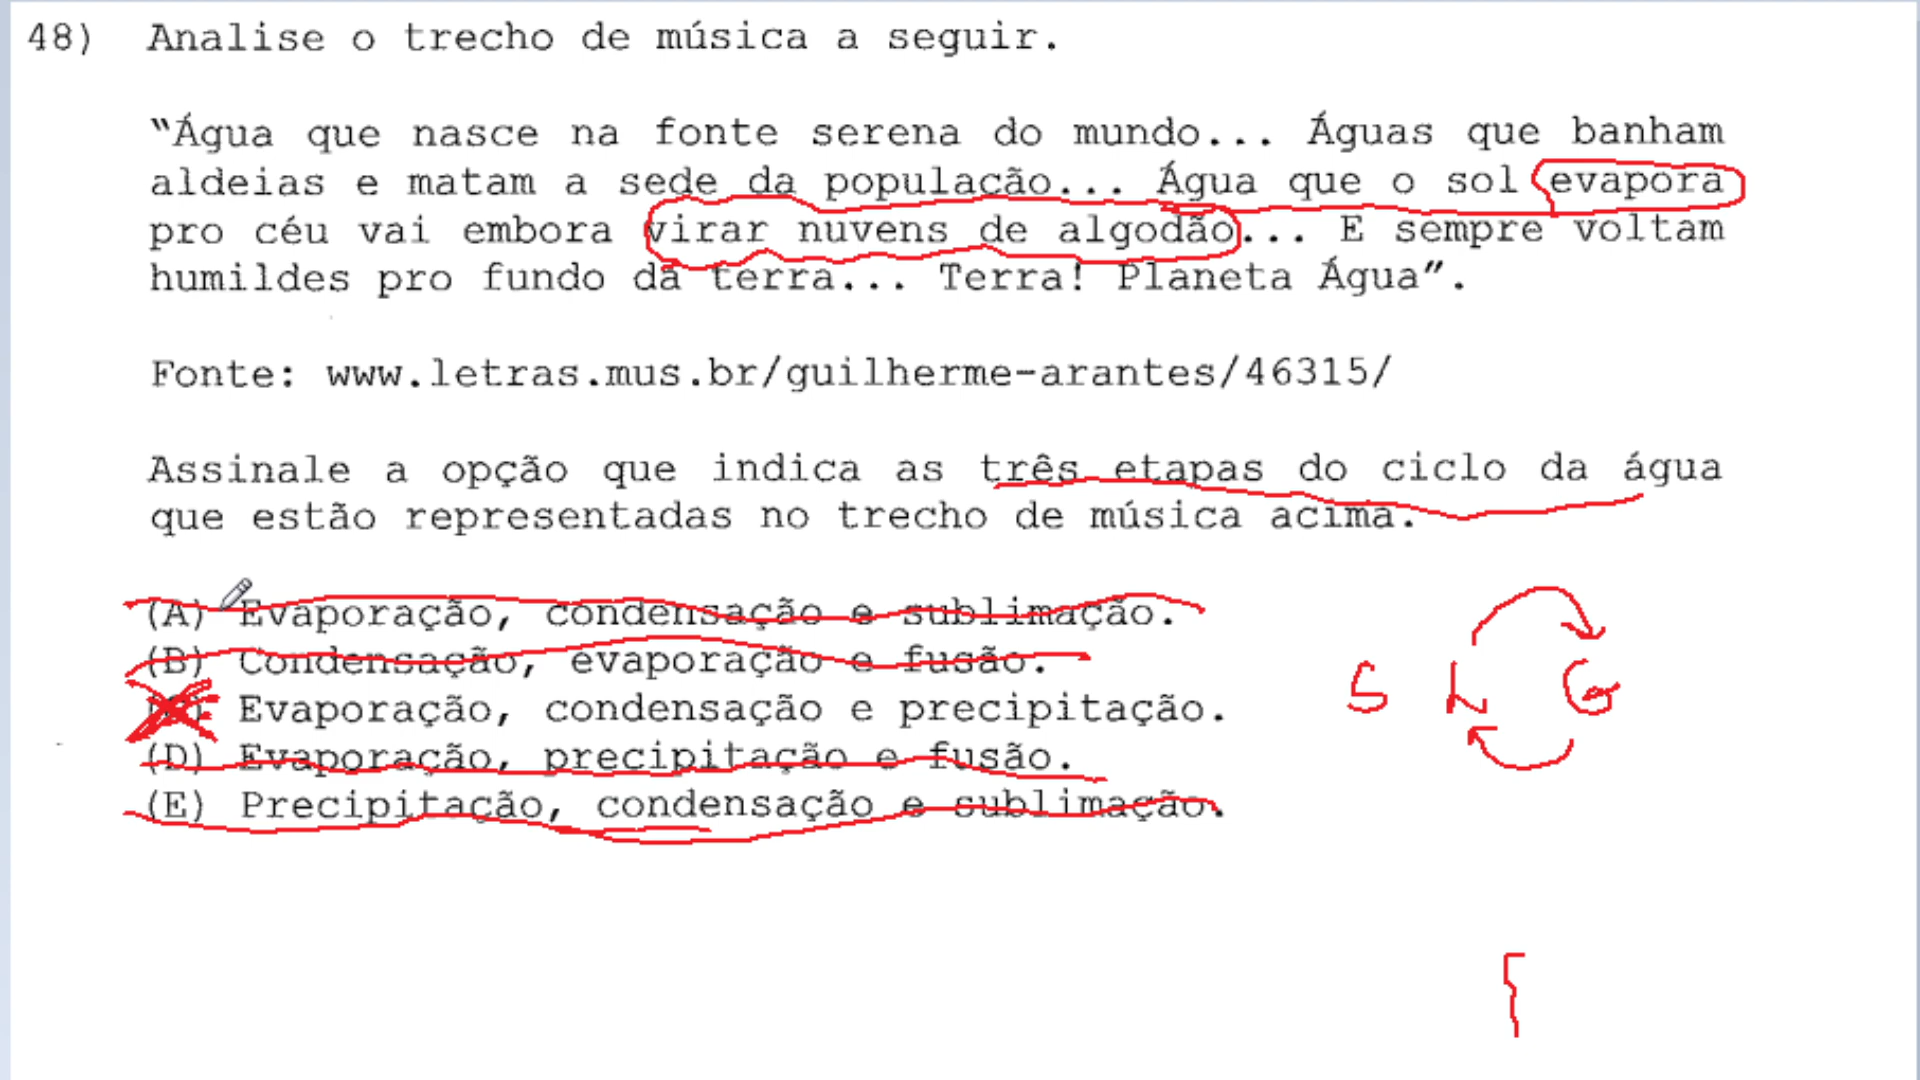 48) Analise o trecho de música a seguir.
“Água que nasce na fonte serena do mundo... Águas que banham
aldeias e matam a sede da população... Água que o sol evapora
pro céu vai embora virar nuvens de algodão... E sempre voltam
humildes pro fundo da terra... Terra! Planeta Água”.
Fonte: www.letras.mus.br/guilherme-arantes/46315/
Assinale a opção que indica as três etapas do ciclo da água
que estão representadas no trecho de música acima.
(A) Evaporação, condensação e sublimação.
(B) Condensação, evaporação e fusão.
Evaporação, condensação e precipitação.
(D) Evaporação, precipitação e fusão.
(E) Precipitação, condensação e sublimação.
S L G